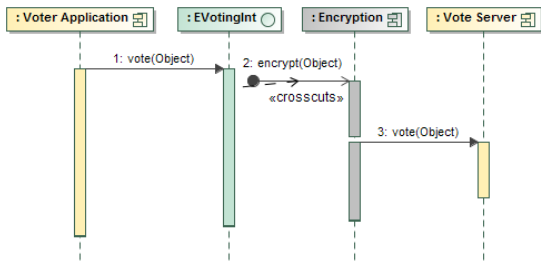 : Voter Application
: EVotingInt
: Encryption
: Vote Server
1: vote(Object)
2: encrypt(Object)
«crosscuts»
3: vote(Object)